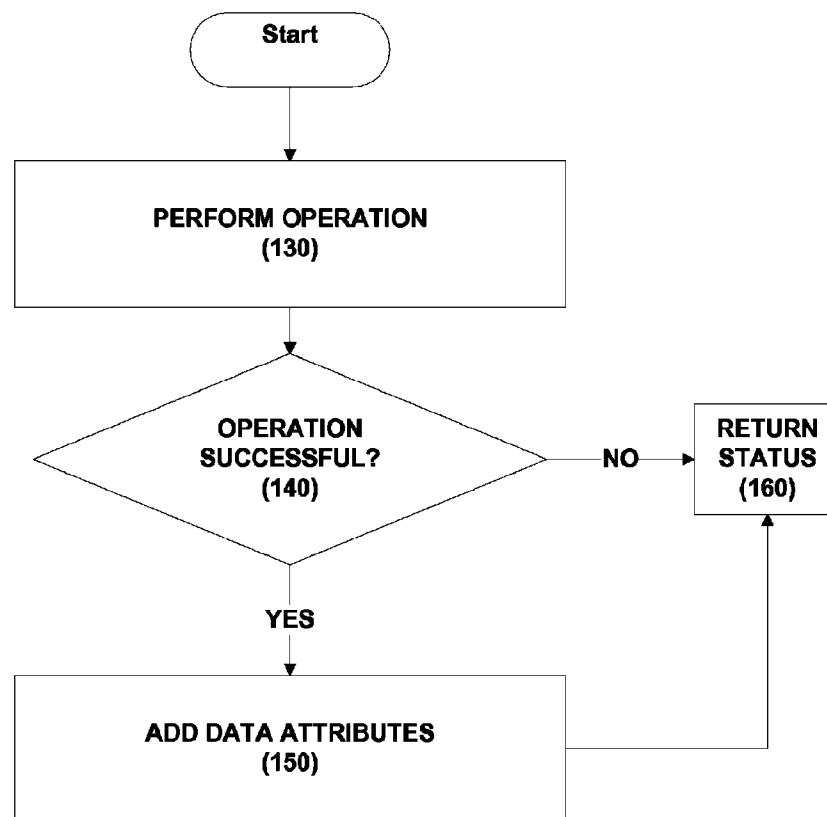 Start
PERFORM OPERATION
(130)
OPERATION
SUCCESSFUL?
(140)
NO
RETURN
STATUS
(160)
YES
ADD DATA ATTRIBUTES
(150)